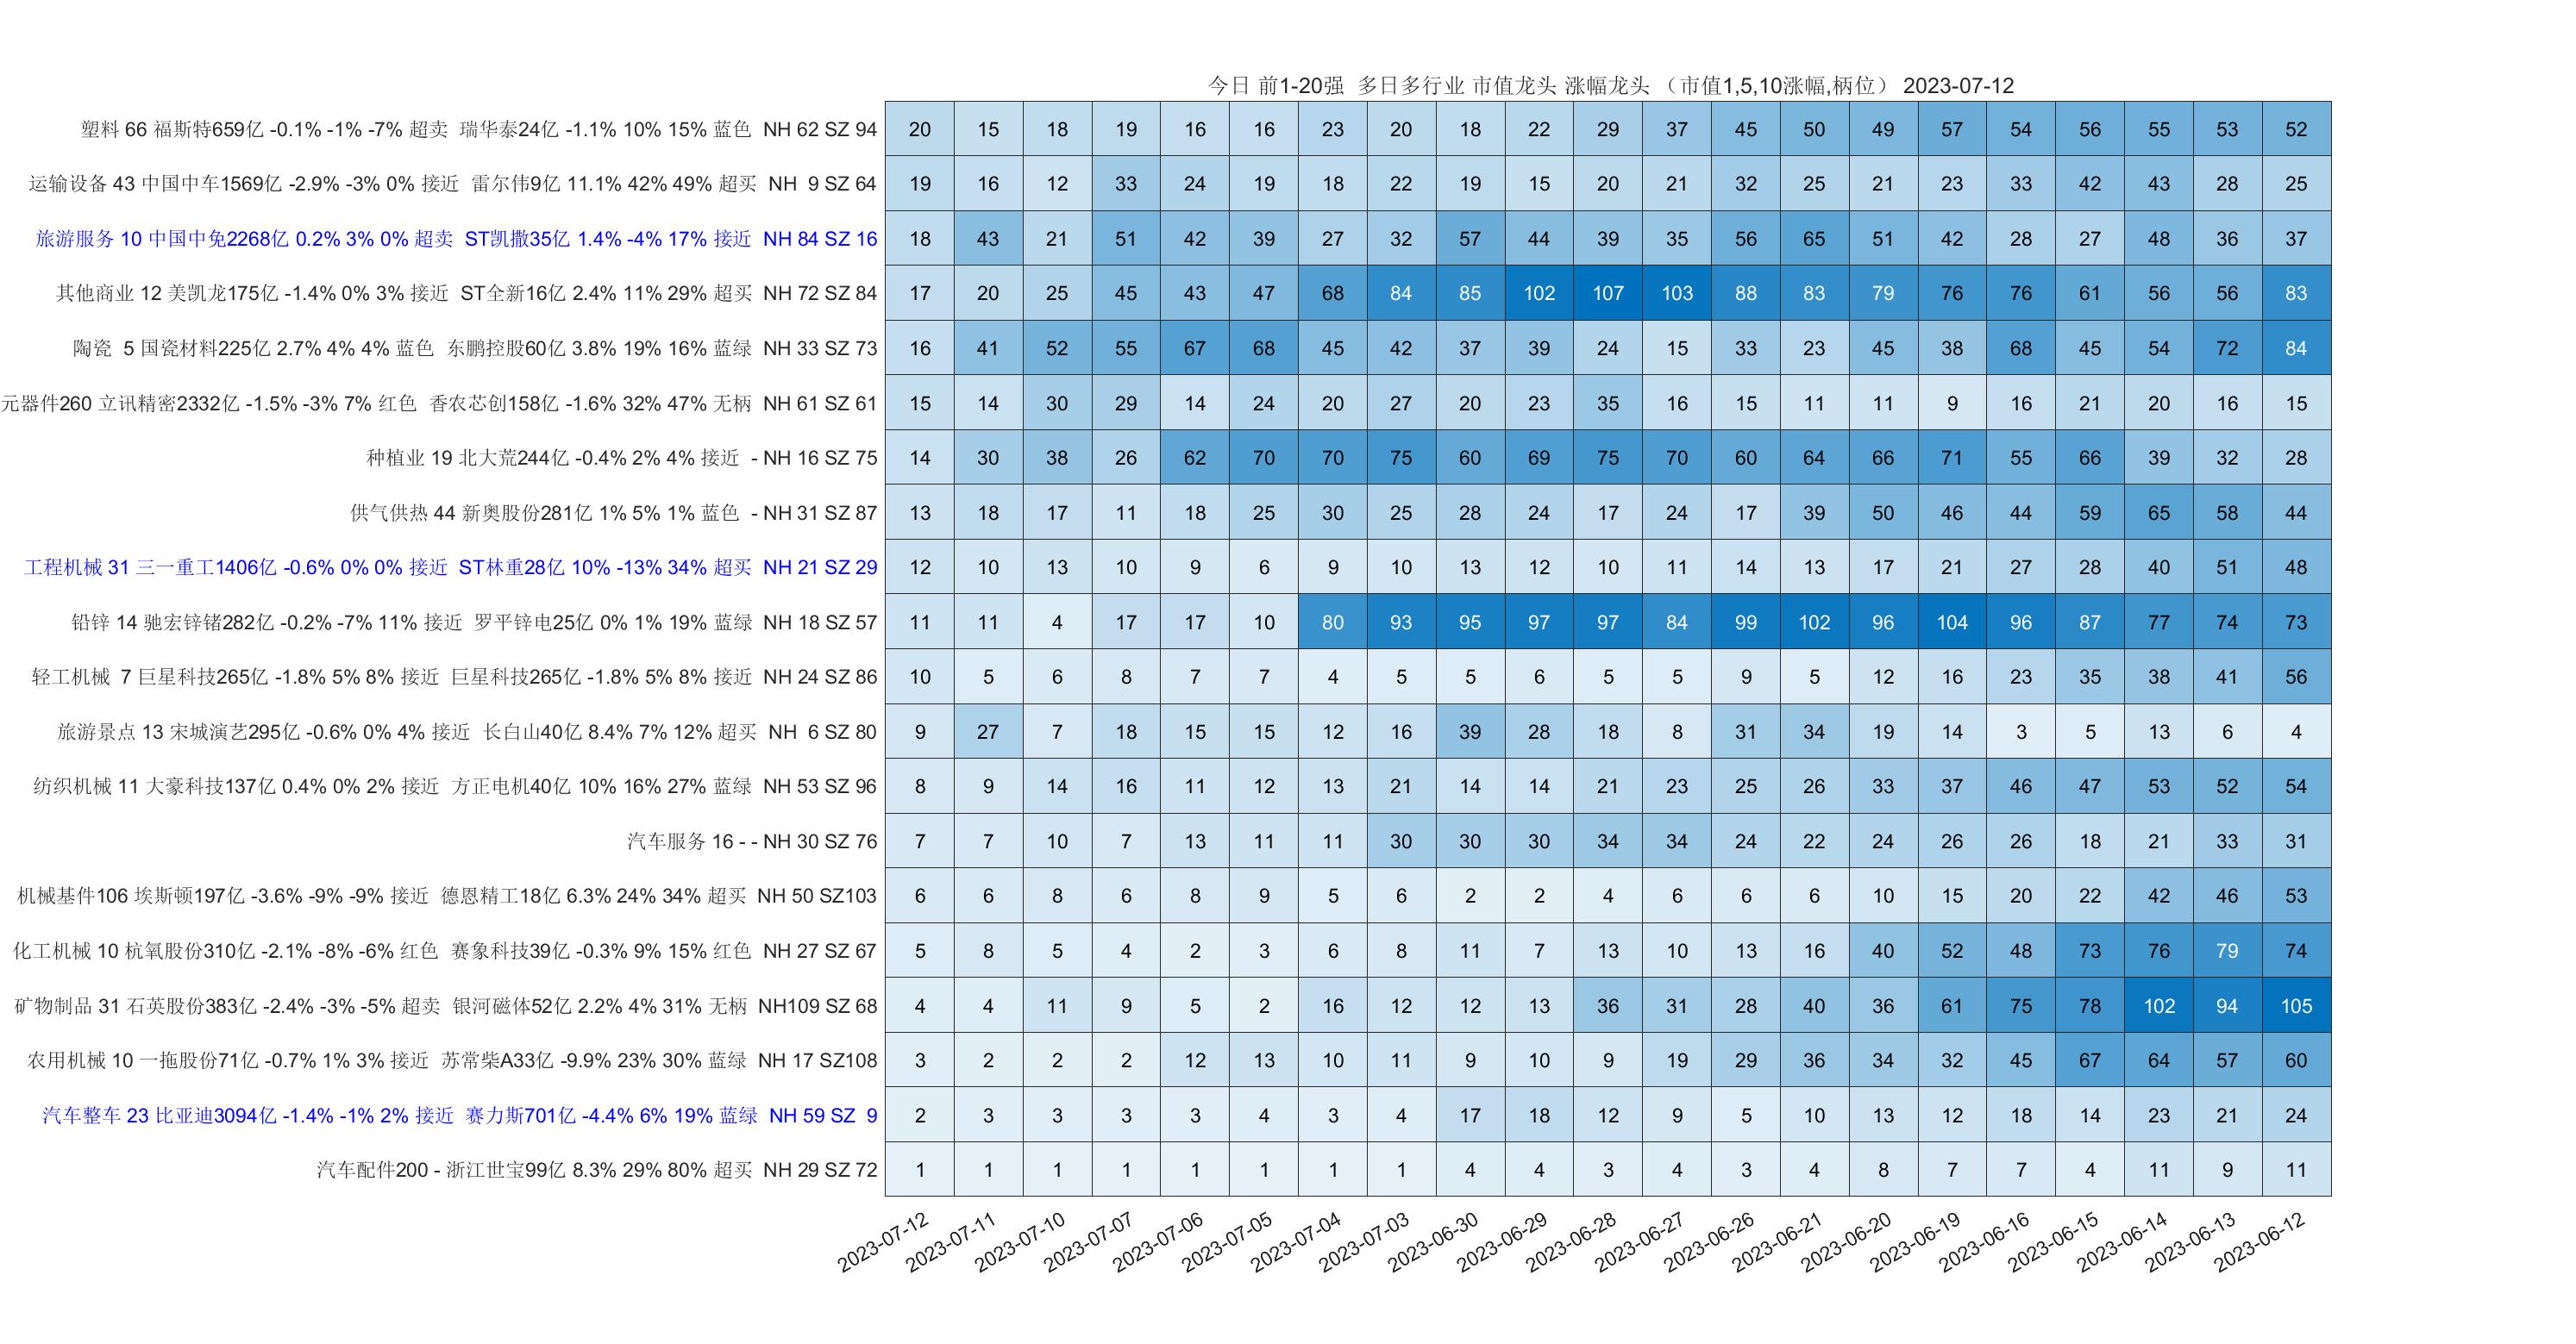 今日 前1-20强  多日多行业 市值龙头 涨幅龙头 （市值1,5,10涨幅,柄位） 2023-07-12
塑料 66 福斯特659亿 -0.1% -1% -7% 超卖  瑞华泰24亿 -1.1% 10% 15% 蓝色  NH 62 SZ 94 20 15 18 19 16 16 23 20 18 22 29 37 45 50 49 57 54 56 55 53 52
运输设备 43 中国中车1569亿 -2.9% -3% 0% 接近  雷尔伟9亿 11.1% 42% 49% 超买  NH  9 SZ 64 19 16 12 33 24 19 18 22 19 15 20 21 32 25 21 23 33 42 43 28 25
旅游服务 10 中国中免2268亿 0.2% 3% 0% 超卖  ST凯撒35亿 1.4% -4% 17% 接近  NH 84 SZ 16 18 43 21 51 42 39 27 32 57 44 39 35 56 65 51 42 28 27 48 36 37
其他商业 12 美凯龙175亿 -1.4% 0% 3% 接近  ST全新16亿 2.4% 11% 29% 超买  NH 72 SZ 84 17 20 25 45 43 47 68 84 85 102 107 103 88 83 79 76 76 61 56 56 83
陶瓷  5 国瓷材料225亿 2.7% 4% 4% 蓝色  东鹏控股60亿 3.8% 19% 16% 蓝绿  NH 33 SZ 73 16 41 52 55 67 68 45 42 37 39 24 15 33 23 45 38 68 45 54 72 84
元器件260 立讯精密2332亿 -1.5% -3% 7% 红色  香农芯创158亿 -1.6% 32% 47% 无柄  NH 61 SZ 61 15 14 30 29 14 24 20 27 20 23 35 16 15 11 11 9 16 21 20 16 15
种植业 19 北大荒244亿 -0.4% 2% 4% 接近  - NH 16 SZ 75 14 30 38 26 62 70 70 75 60 69 75 70 60 64 66 71 55 66 39 32 28
供气供热 44 新奥股份281亿 1% 5% 1% 蓝色  - NH 31 SZ 87 13 18 17 11 18 25 30 25 28 24 17 24 17 39 50 46 44 59 65 58 44
工程机械 31 三一重工1406亿 -0.6% 0% 0% 接近  ST林重28亿 10% -13% 34% 超买  NH 21 SZ 29 12 10 13 10 9 6 9 10 13 12 10 11 14 13 17 21 27 28 40 51 48
铅锌 14 驰宏锌锗282亿 -0.2% -7% 11% 接近  罗平锌电25亿 0% 1% 19% 蓝绿  NH 18 SZ 57 11 11 4 17 17 10 80 93 95 97 97 84 99 102 96 104 96 87 77 74 73
轻工机械  7 巨星科技265亿 -1.8% 5% 8% 接近  巨星科技265亿 -1.8% 5% 8% 接近  NH 24 SZ 86 10 5 6 8 7 7 4 5 5 6 5 5 9 5 12 16 23 35 38 41 56
旅游景点 13 宋城演艺295亿 -0.6% 0% 4% 接近  长白山40亿 8.4% 7% 12% 超买  NH  6 SZ 80 9 27 7 18 15 15 12 16 39 28 18 8 31 34 19 14 3 5 13 6 4
纺织机械 11 大豪科技137亿 0.4% 0% 2% 接近  方正电机40亿 10% 16% 27% 蓝绿  NH 53 SZ 96 8 9 14 16 11 12 13 21 14 14 21 23 25 26 33 37 46 47 53 52 54
汽车服务 16 - - NH 30 SZ 76 7 7 10 7 13 11 11 30 30 30 34 34 24 22 24 26 26 18 21 33 31
机械基件106 埃斯顿197亿 -3.6% -9% -9% 接近  德恩精工18亿 6.3% 24% 34% 超买  NH 50 SZ103 6 6 8 6 8 9 5 6 2 2 4 6 6 6 10 15 20 22 42 46 53
化工机械 10 杭氧股份310亿 -2.1% -8% -6% 红色  赛象科技39亿 -0.3% 9% 15% 红色  NH 27 SZ 67 5 8 5 4 2 3 6 8 11 7 13 10 13 16 40 52 48 73 76 79 74
矿物制品 31 石英股份383亿 -2.4% -3% -5% 超卖  银河磁体52亿 2.2% 4% 31% 无柄  NH109 SZ 68 4 4 11 9 5 2 16 12 12 13 36 31 28 40 36 61 75 78 102 94 105
农用机械 10 一拖股份71亿 -0.7% 1% 3% 接近  苏常柴A33亿 -9.9% 23% 30% 蓝绿  NH 17 SZ108 3 2 2 2 12 13 10 11 9 10 9 19 29 36 34 32 45 67 64 57 60
汽车整车 23 比亚迪3094亿 -1.4% -1% 2% 接近  赛力斯701亿 -4.4% 6% 19% 蓝绿  NH 59 SZ  9 2 3 3 3 3 4 3 4 17 18 12 9 5 10 13 12 18 14 23 21 24
汽车配件200 - 浙江世宝99亿 8.3% 29% 80% 超买  NH 29 SZ 72 1 1 1 1 1 1 1 1 4 4 3 4 3 4 8 7 7 4 11 9 11
2023-07-12 2023-07-11 2023-07-10 2023-07-07 2023-07-06 2023-07-05 2023-07-04 2023-07-03 2023-06-30 2023-06-29 2023-06-28 2023-06-27 2023-06-26 2023-06-21 2023-06-20 2023-06-19 2023-06-16 2023-06-15 2023-06-14 2023-06-13 2023-06-12